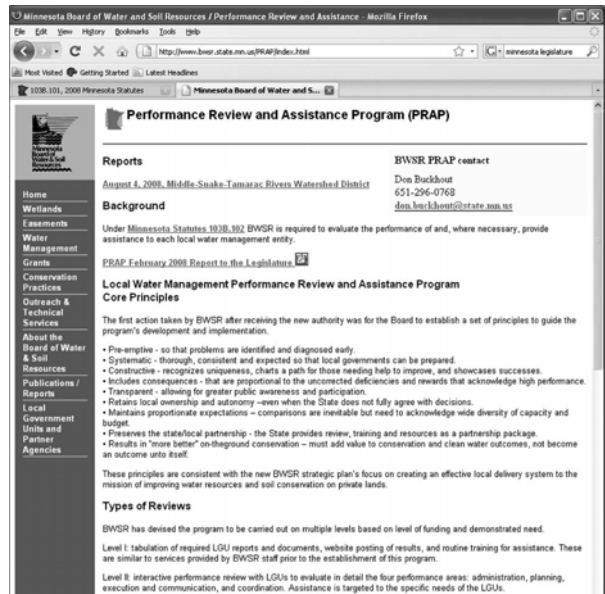 Minnesota Board of Water and Soil Resources / Performance Review and Assistance - Mozilla Firefox
File Edit View History Bookmarks Tools Help
http://www.bwsr.state.mn.us/PRAP/index.html
minnesota legislature
Most Visited Getting Started Latest Headlines
103B.101, 2008 Minnesota Statutes
Minnesota Board of Water and S...
Minnesota
Board of
Water & Soil
Resources
Performance Review and Assistance Program (PRAP)
Reports
August 4, 2008, Middle-Snake-Tamarac Rivers Watershed District
BWSR PRAP contact
Don Buckhout
651-296-0768
don.buckhout@state.mn.us
Home
Wetlands
Easements
Water
Management
Grants
Conservation
Practices
Outreach &
Technical
Services
About the
Board of Water
& Soil
Resources
Publications /
Reports
Local
Government
Units and
Partner
Agencies
Background
Under Minnesota Statutes 103B.102 BWSR is required to evaluate the performance of and, where necessary, provide
assistance to each local water management entity.
PRAP February 2008 Report to the Legislature
Local Water Management Performance Review and Assistance Program
Core Principles
The first action taken by BWSR after receiving the new authority was for the Board to establish a set of principles to guide the
program's development and implementation.
• Pre-emptive - so that problems are identified and diagnosed early.
• Systematic - thorough, consistent and expected so that local governments can be prepared.
• Constructive - recognizes uniqueness, charts a path for those needing help to improve, and showcases successes.
• Includes consequences - that are proportional to the uncorrected deficiencies and rewards that acknowledge high performance.
• Transparent - allowing for greater public awareness and participation.
• Retains local ownership and autonomy –even when the State does not fully agree with decisions.
• Maintains proportionate expectations – comparisons are inevitable but need to acknowledge wide diversity of capacity and
budget.
• Preserves the state/local partnership - the State provides review, training and resources as a partnership package.
• Results in "more better" on-theground conservation – must add value to conservation and clean water outcomes, not become
an outcome unto itself.
These principles are consistent with the new BWSR strategic plan's focus on creating an effective local delivery system to the
mission of improving water resources and soil conservation on private lands.
Types of Reviews
BWSR has devised the program to be carried out on multiple levels based on level of funding and demonstrated need.
Level I: tabulation of required LGU reports and documents, website posting of results, and routine training for assistance. These
are similar to services provided by BWSR staff prior to the establishment of this program.
Level II: interactive performance review with LGUs to evaluate in detail the four performance areas: administration, planning,
execution and communication, and coordination. Assistance is targeted to the specific needs of the LGUs.